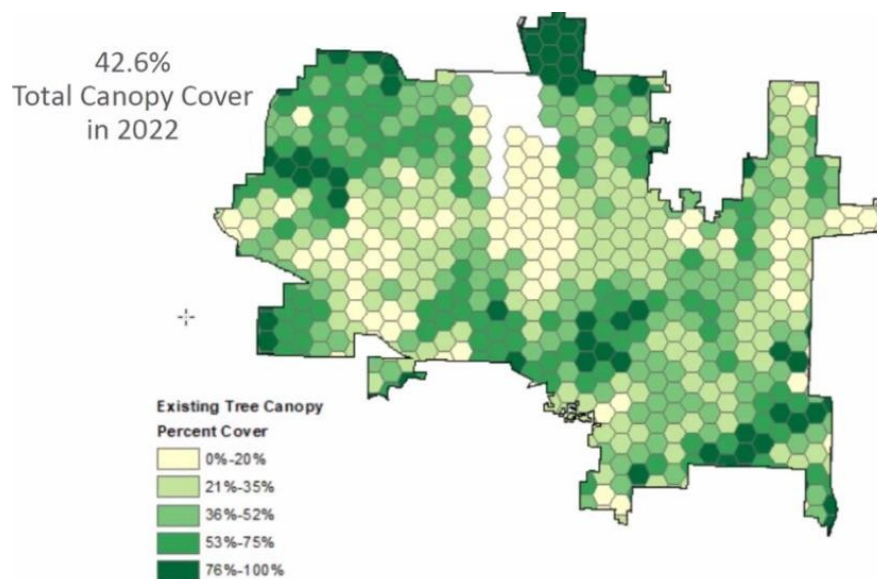 42.6%
Total Canopy Cover
in 2022
Existing Tree Canopy
Percent Cover
0%-20%
21%-35%
36%-52%
53%-75%
76%-100%